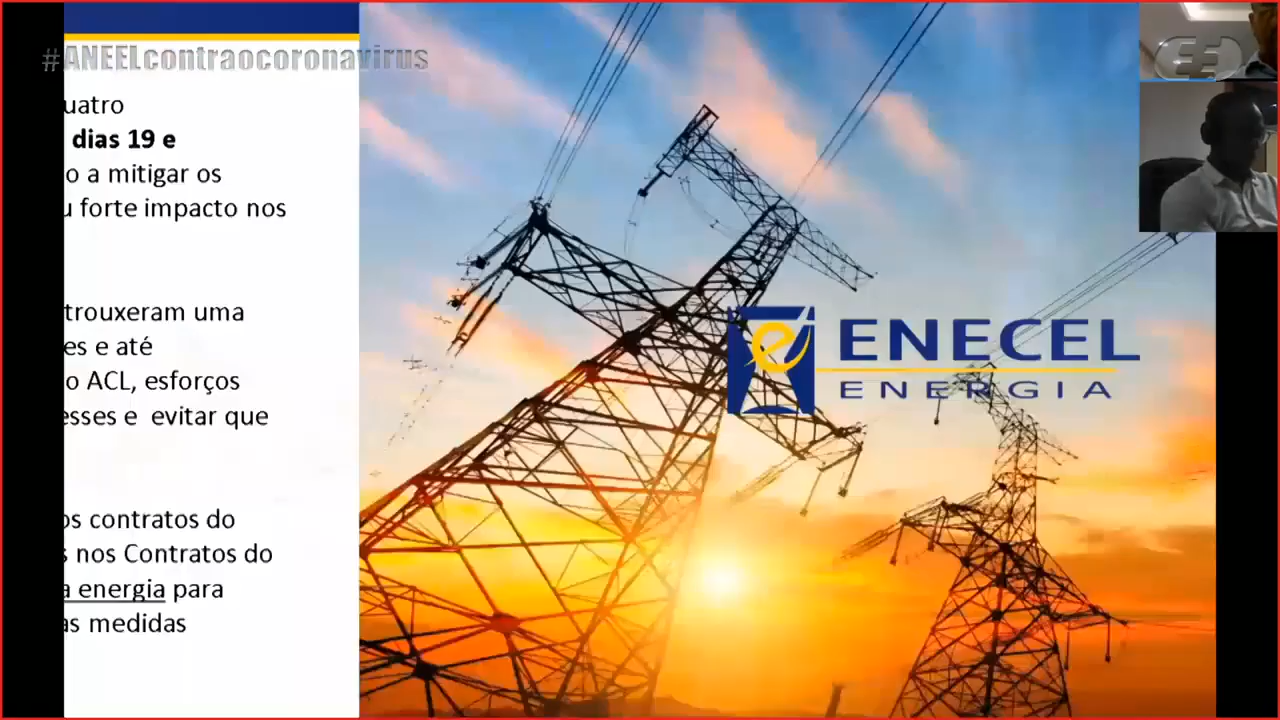 #ANEELcontraocoronavirus
uatro
dias 19 e
o a mitigar os
u forte impacto nos
trouxeram uma
es e até
o ACL, esforços
esses e evitar que
os contratos do
s nos Contratos do
a energia para
as medidas
ENECEL
ENERGIA